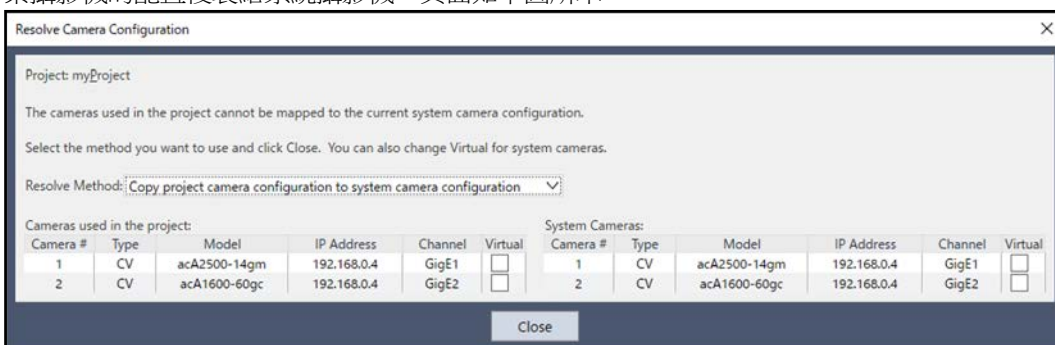 Resolve Camera Configuration
Project: myProject
The cameras used in the project cannot be mapped to the current system camera configuration.
Select the method you want to use and click Close. You can also change Virtual for system cameras.
Resolve Method: Copy project camera configuration to system camera configuration
Cameras used in the project: System Cameras:
Camera # Type Model IP Address Channel Virtual Camera # Type Model IP Address Channel Virtual
1 CV acA2500-14gm 192.168.0.4 GigE1 1 CV acA2500-14gm 192.168.0.4 GigE1
2 CV acA1600-60gc 192.168.0.4 GigE2 2 CV acA1600-60gc 192.168.0.4 GigE2
Close